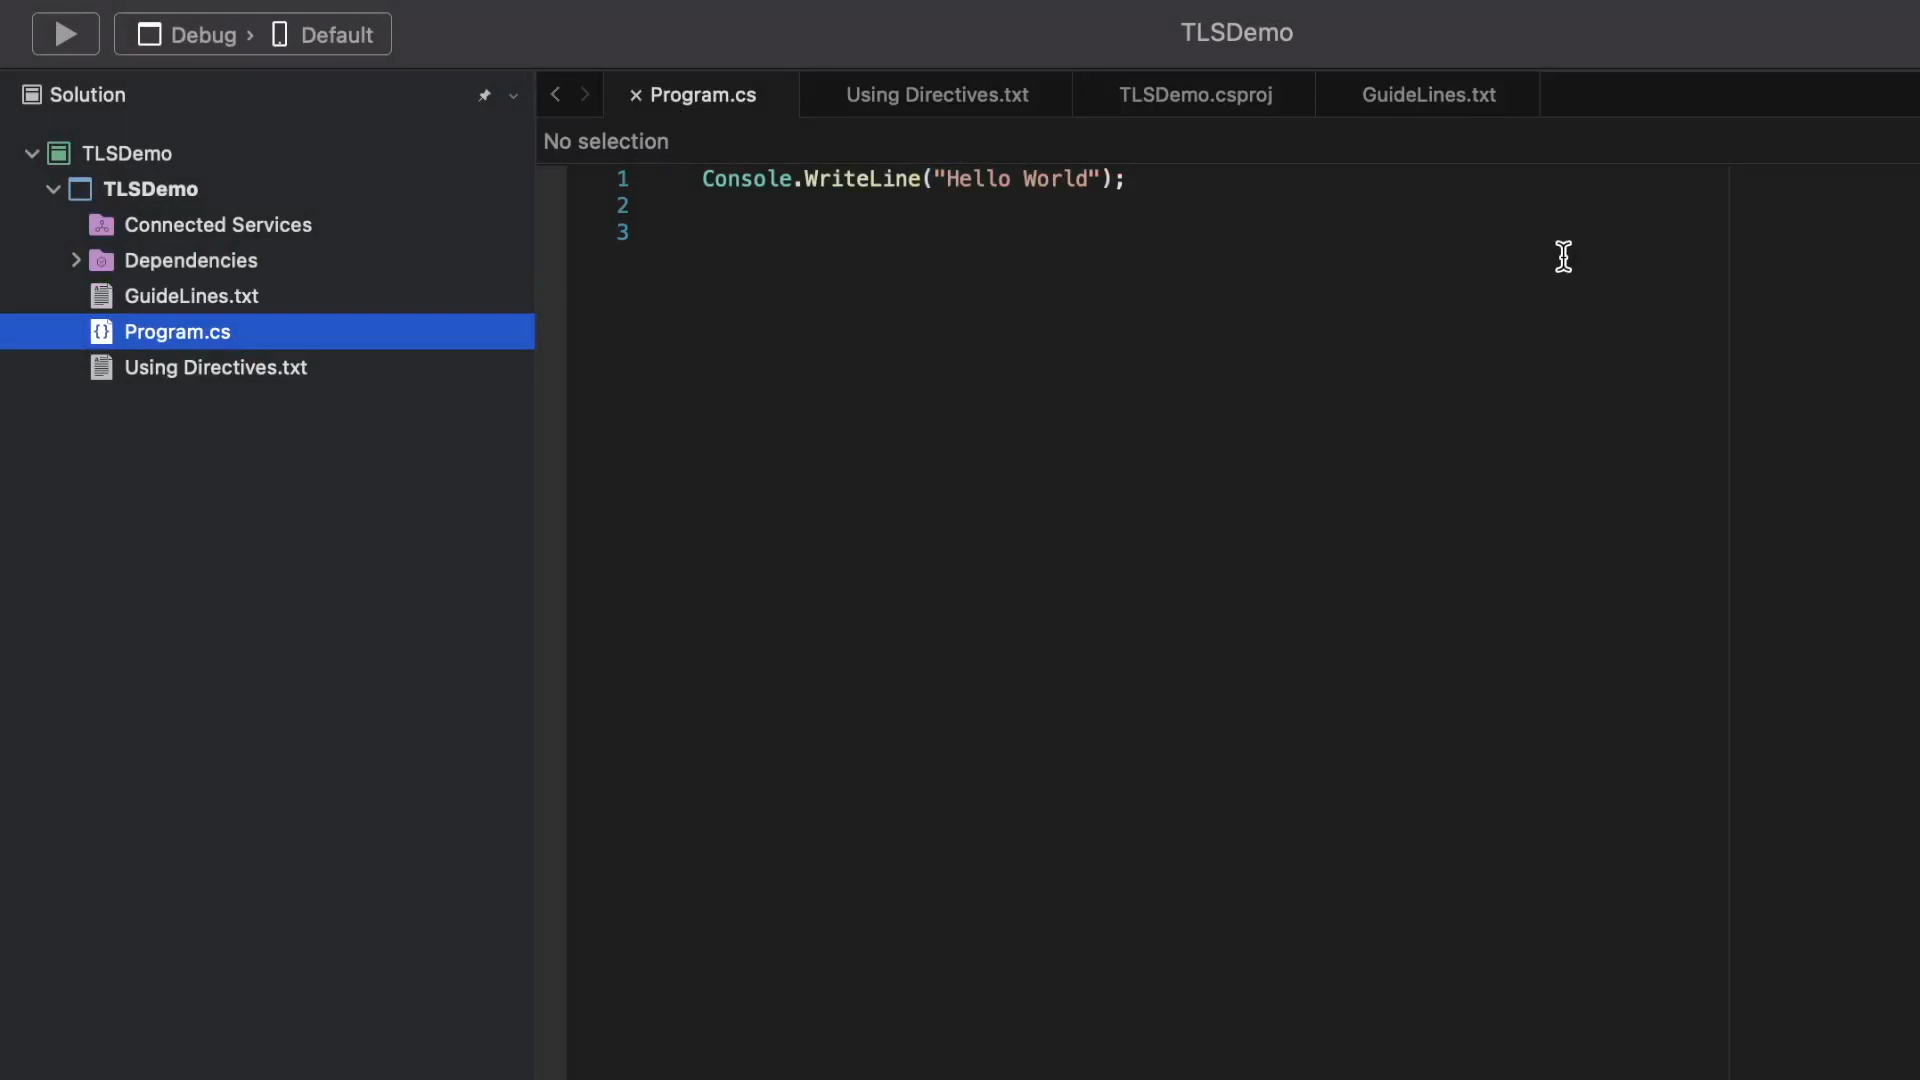 Debug › Default
TLSDemo
Solution
Program.cs
Using Directives.txt
TLSDemo.csproj
GuideLines.txt
No selection
TLSDemo
TLSDemo
Connected Services
Dependencies
GuideLines.txt
Program.cs
Using Directives.txt
1 Console.WriteLine("Hello World");
2
3